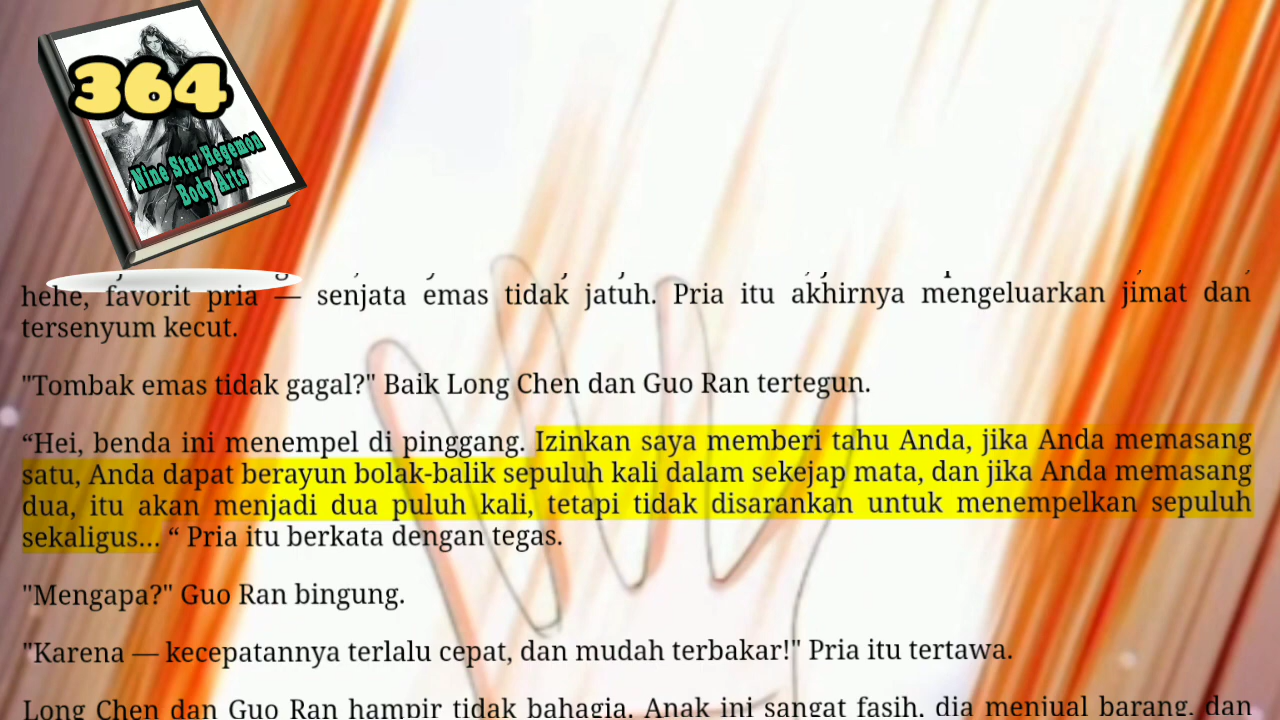 364
Nine Star Hegemon
Body Arts
hehe, favorit pria — senjata emas tidak jatuh. Pria itu akhirnya mengeluarkan jimat dan
tersenyum kecut.
"Tombak emas tidak gagal?" Baik Long Chen dan Guo Ran tertegun.
“Hei, benda ini menempel di pinggang. Izinkan saya memberi tahu Anda, jika Anda memasang
satu, Anda dapat berayun bolak-balik sepuluh kali dalam sekejap mata, dan jika Anda memasang
dua, itu akan menjadi dua puluh kali, tetapi tidak disarankan untuk menempelkan sepuluh
sekaligus... “ Pria itu berkata dengan tegas.
"Mengapa?" Guo Ran bingung.
"Karena — kecepatannya terlalu cepat, dan mudah terbakar!" Pria itu tertawa.
Long Chen dan Guo Ran hampir tidak bahagia. Anak ini sangat fasih, dia menjual barang, dan